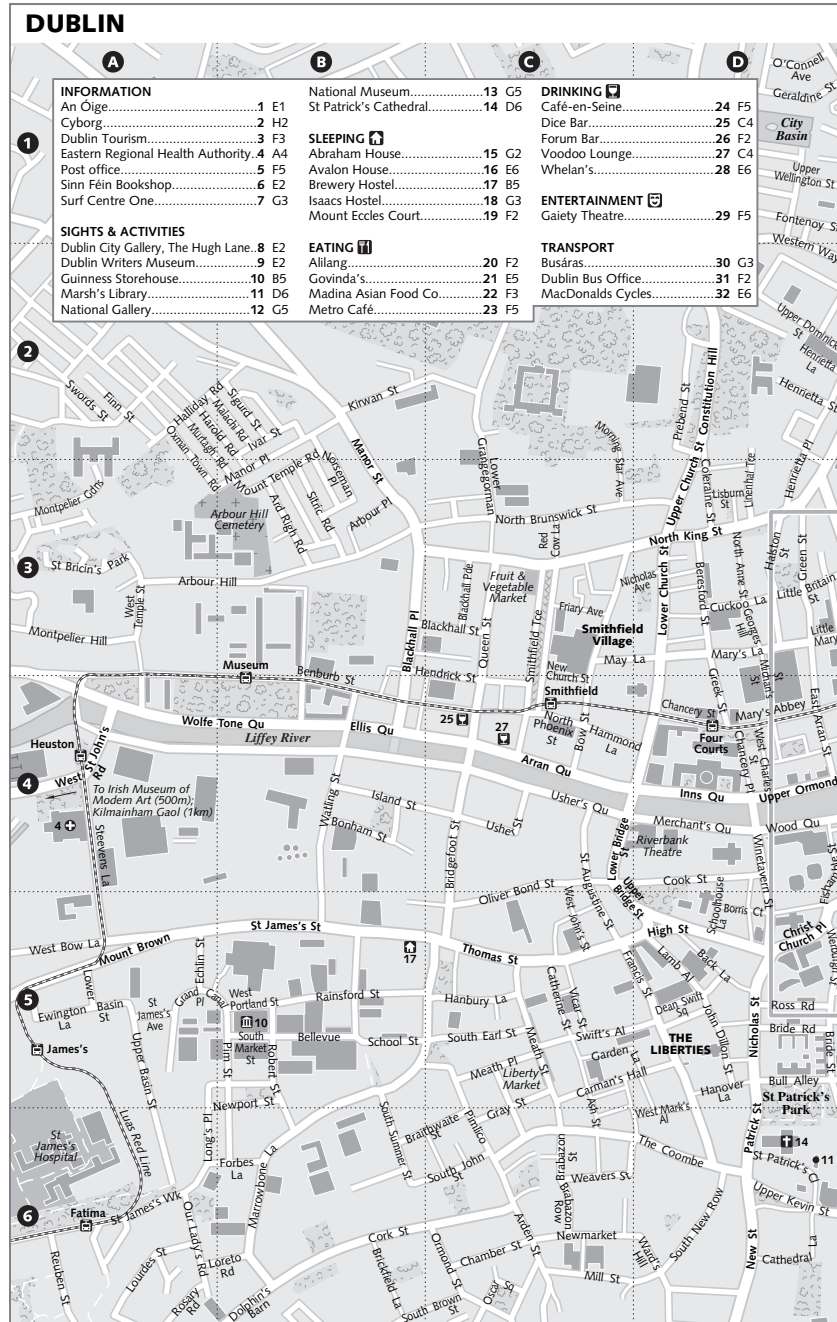 DUBLIN
A
B
C
D
INFORMATION
An Óige 1 E1
Cyborg 2 H2
Dublin Tourism 3 F3
Eastern Regional Health Authority 4 A4
Post office 5 F5
Sinn Féin Bookshop 6 E2
Surf Centre One 7 G3
SIGHTS & ACTIVITIES
Dublin City Gallery, The Hugh Lane 8 E2
Dublin Writers Museum 9 E2
Guinness Storehouse 10 B5
Marsh's Library 11 D6
National Gallery 12 G5
National Museum 13 G5
St Patrick's Cathedral 14 D6
SLEEPING
Abraham House 15 G2
Avalon House 16 E6
Brewery Hostel 17 B5
Isaacs Hostel 18 G3
Mount Eccles Court 19 F2
EATING
Alilang 20 F2
Govinda's 21 E5
Madina Asian Food Co 22 F3
Metro Café 23 F5
DRINKING
Café-en-Seine 24 F5
Dice Bar 25 C4
Forum Bar 26 F2
Voodoo Lounge 27 C4
Whelan's 28 E6
ENTERTAINMENT
Gaiety Theatre 29 F5
TRANSPORT
Busáras 30 G3
Dublin Bus Office 31 F2
MacDonalds Cycles 32 E6
O'Connell
Ave
Geraldine St
City
Basin
1
Upper
Wellington St
Fontenoy St
Western Way
2
Upper Dominick
St
Henrietta
La
Henrietta St
Henrietta Pl
Constitution Hill
Prebend St
Upper Church St
Coleraine St
Lisburn
St
Linenhall Tce
Swords St
Finn St
Halliday Rd
Malachi Rd
Sigurd St
Harold Rd
Murtagh Rd
Ivar St
Oxman Town Rd
Manor Pl
Mount Temple Rd
Norseman
Pl
Sitric Rd
Ard Righ Rd
Arbour Pl
Kirwan St
Manor St
Lower
Grangegorman
Morning
Star Ave
Montpelier Gdns
Arbour Hill
Cemetery
North Brunswick St
Red
Cow La
North King St
3
St Bricin's Park
Arbour Hill
West
Temple St
Montpelier Hill
Blackhall Pde
Blackhall St
Blackhall Pl
Queen St
Hendrick St
Fruit &
Vegetable
Market
Smithfield Tce
Friary Ave
Nicholas
Ave
Smithfield
Village
New
Church St
May La
Lower Church St
Beresford St
North Anne St
Cuckoo La
Georges
Hill
Halston
St
Green St
Little Britain
St
Little
Mary
Mary's La
Michan's
St
Greek St
Museum
Benburb St
Smithfield
Chancery St
Mary's Abbey
East Arran St
Four
Courts
Chancery Pl
West Charles
St
25
27
North
Phoenix
St
Bow St
Hammond
La
Wolfe Tone Qu
Liffey River
Ellis Qu
Arran Qu
Inns Qu
Upper Ormond
Heuston
West St John's
Rd
4
To Irish Museum of
Modern Art (500m);
Kilmainham Gaol (1km)
4
Steevens La
Watling St
Island St
Bonham St
Usher St
Usher's Qu
Bridgefoot St
Merchant's Qu
Wood Qu
Riverbank
Theatre
Lower Bridge
St
Upper
Bridge St
Cook St
Schoolhouse
La
Borris Ct
Winetavern St
St Augustine St
Oliver Bond St
West John's St
High St
Christ
Church Pl
West Bow La
Mount Brown
St James's St
Thomas St
17
Echlin St
Grand Canal
Pl
West
Portland St
Rainsford St
10
South
Market
St
Bellevue
Robert St
School St
Pim St
Newport St
5
Lower
Basin
St
Ewington
La
St
James's
Ave
Upper Basin St
James's
Luas Red Line
Hanbury La
South Earl St
Meath St
Meath Pl
Liberty
Market
Catherine St
Vicar St
Swift's Al
Garden La
Carman's Hall
Ash St
Gray St
Francis St
Lamb Al
Back La
Dean Swift
Sq
John Dillon St
THE
LIBERTIES
Hanover
La
West Mark's
Al
Nicholas St
Ross Rd
Bride Rd
Bride St
Bull Alley
St Patrick's
Park
Patrick St
14
11
St Patrick's Cl
Upper Kevin St
The Coombe
St
James's
Hospital
6
Fatima
St James's Wk
Reuben St
Lourdes St
Our Lady's Rd
Rosary
Rd
Loreto
Rd
Long's Pl
Forbes
La
Marrowbone La
Dolphin's
Barn
South Summer St
Braithwaite
St
Pimlico
South John
St
Cork St
Brickfield La
Ormond St
South Brown
St
Oscar
Sq
Chamber St
Arden St
Brabazon
St
Brabazon
Row
Weavers St
Newmarket
Mill St
Ward's
Hill
South New Row
New St
Cathedral
La